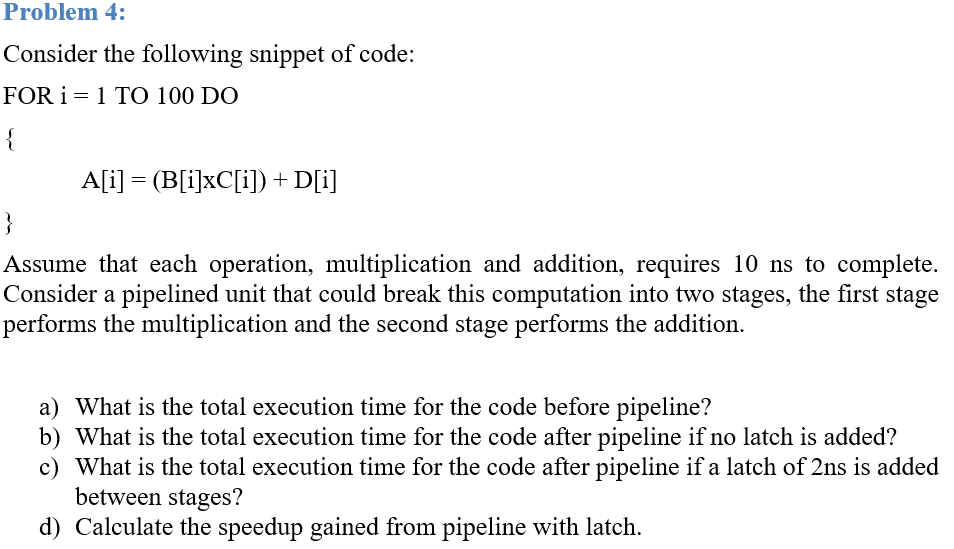 Problem 4:
Consider the following snippet of code:
FOR i = 1 TO 100 DO
{
A[i] = (B[i]xC[i]) + D[i]
}
Assume that each operation, multiplication and addition, requires 10 ns to complete.
Consider a pipelined unit that could break this computation into two stages, the first stage
performs the multiplication and the second stage performs the addition.
a) What is the total execution time for the code before pipeline?
b) What is the total execution time for the code after pipeline if no latch is added?
c) What is the total execution time for the code after pipeline if a latch of 2ns is added
between stages?
d) Calculate the speedup gained from pipeline with latch.